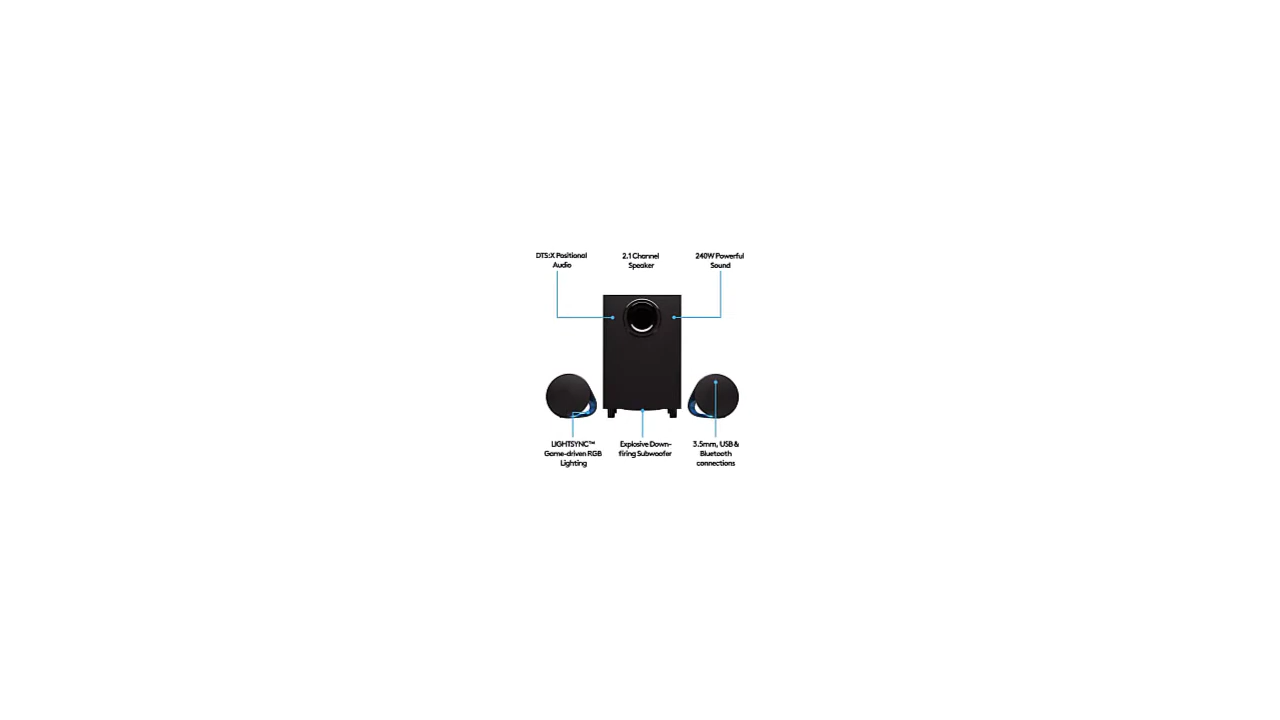 DTS:X Positional
Audio
2.1 Channel
Speaker
240W Powerful
Sound
LIGHTSYNC™
Game-driven RGB
Lighting
Explosive Down-
firing Subwoofer
3.5mm, USB &
Bluetooth
connections